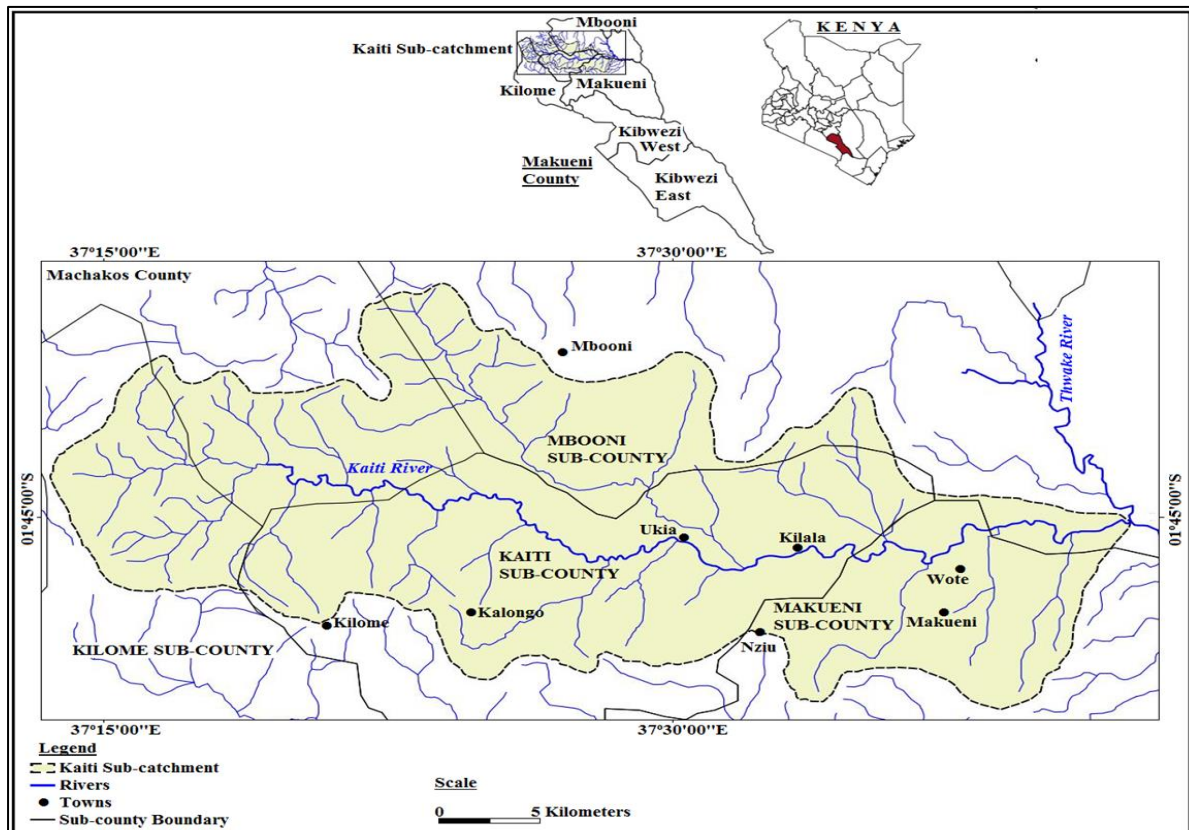 Mbooni
KENYA
Kaiti Sub-catchment
Kilome
Makueni
Kibwezi
West
Makueni
County
Kibwezi
East
37°15'00''E
37°30'00''E
Machakos County
Mbooni
Thwake River
MBOONI
SUB-COUNTY
Kaiti River
01°45'00''S
01°45'00''S
Ukia
Kilala
KAITI
SUB-COUNTY
Wote
Kalongo
MAKUENI
SUB-COUNTY
Makueni
Kilome
Nziu
KILOME SUB-COUNTY
37°15'00''E
37°30'00''E
Legend
Kaiti Sub-catchment
Rivers
Towns
Sub-county Boundary
Scale
0 5 Kilometers